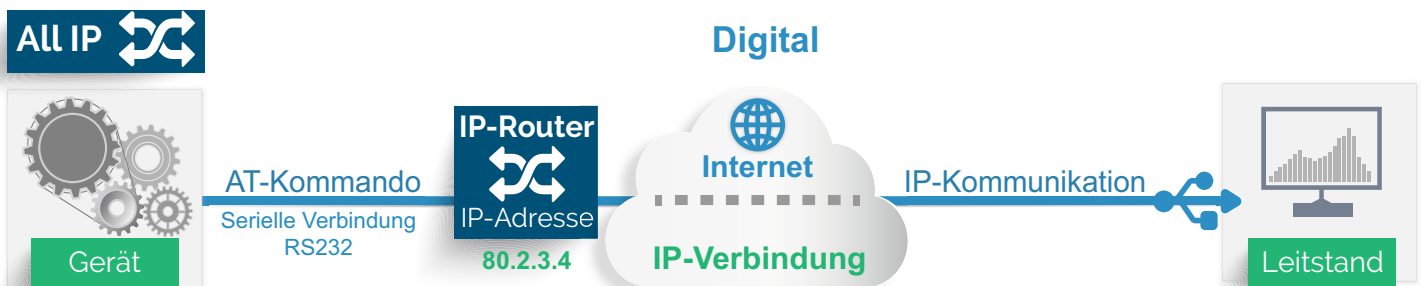 All IP
Digital
IP-Router
Internet
AT-Kommando
IP-Kommunikation
IP-Adresse
Serielle Verbindung
RS232
80.2.3.4
IP-Verbindung
Gerät
Leitstand